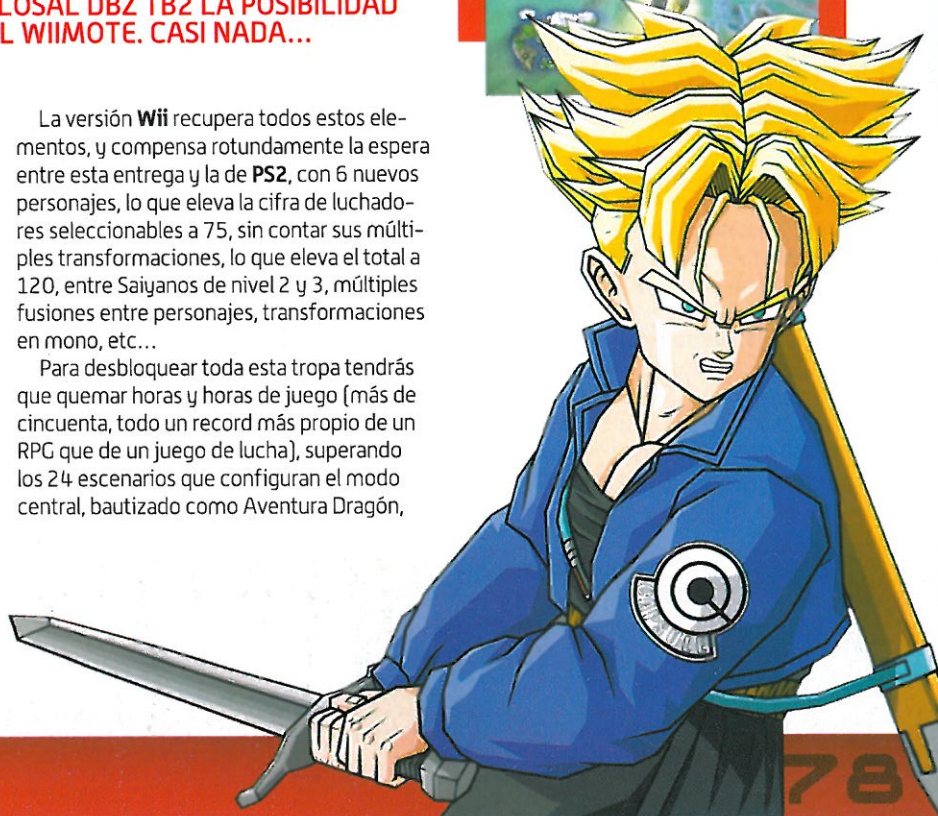 LOSAL DBZ TB2 LA POSIBILIDAD
L WIIMOTE. CASI NADA...
La versión Wii recupera todos estos ele-
mentos, y compensa rotundamente la espera
entre esta entrega y la de PS2, con 6 nuevos
personajes, lo que eleva la cifra de luchado-
res seleccionables a 75, sin contar sus múlti-
ples transformaciones, lo que eleva el total a
120, entre Saiyanos de nivel 2 y 3, múltiples
fusiones entre personajes, transformaciones
en mono, etc...
Para desbloquear toda esta tropa tendrás
que quemar horas y horas de juego (más de
cincuenta, todo un record más propio de un
RPG que de un juego de lucha), superando
los 24 escenarios que configuran el modo
central, bautizado como Aventura Dragón,
78